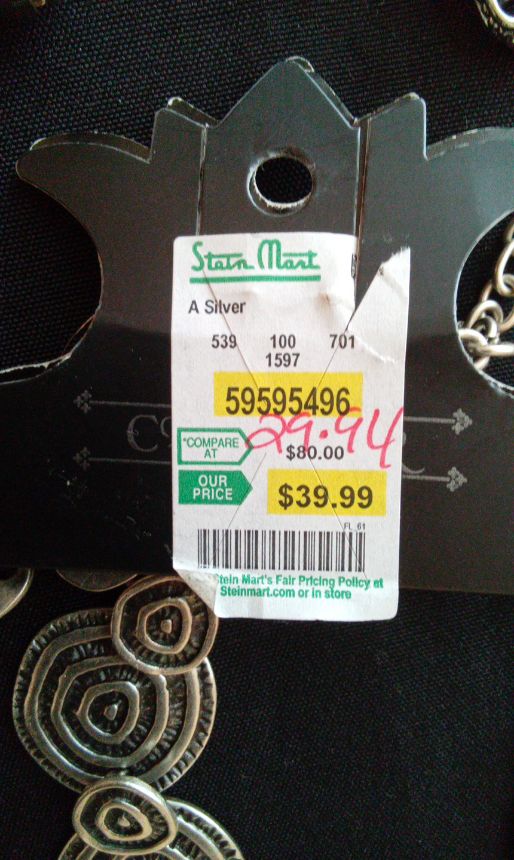 Stein Mart
A Silver
539 100 701
1597
59595496
29.94
*COMPARE AT
$80.00
OUR PRICE
$39.99
FL 61
Stein Mart's Fair Pricing Policy at
Steinmart.com or in store